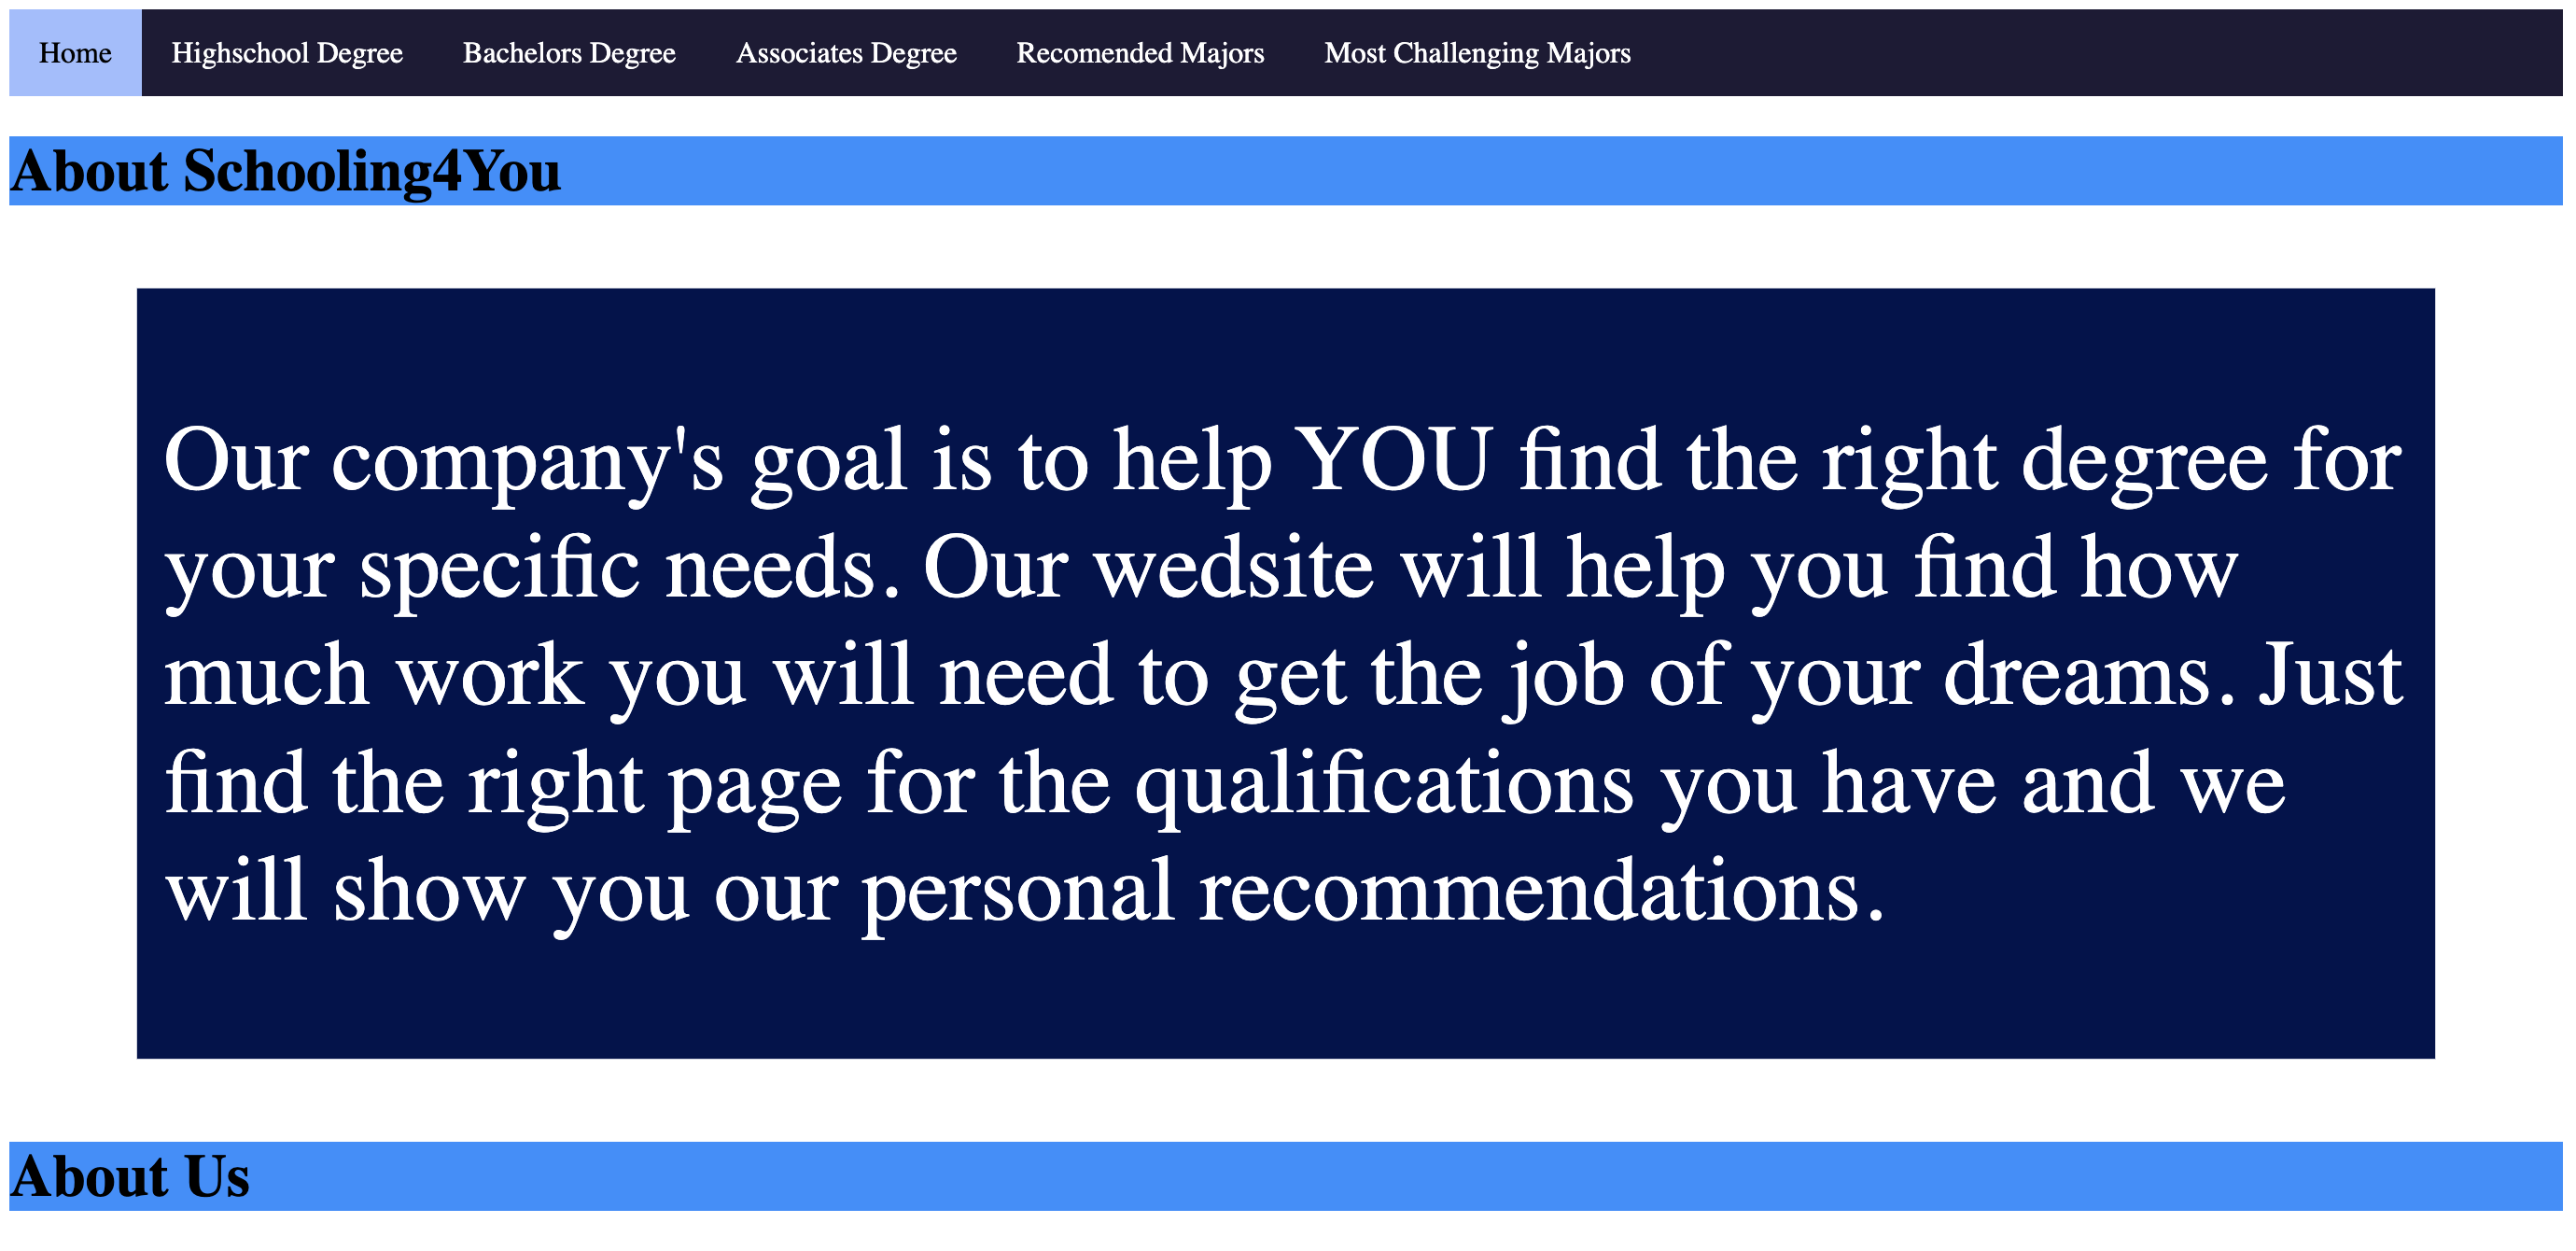 Home Highschool Degree Bachelors Degree Associates Degree Recomended Majors Most Challenging Majors
About Schooling4You
Our company's goal is to help YOU find the right degree for
your specific needs. Our wedsite will help you find how
much work you will need to get the job of your dreams. Just
find the right page for the qualifications you have and we
will show you our personal recommendations.
About Us